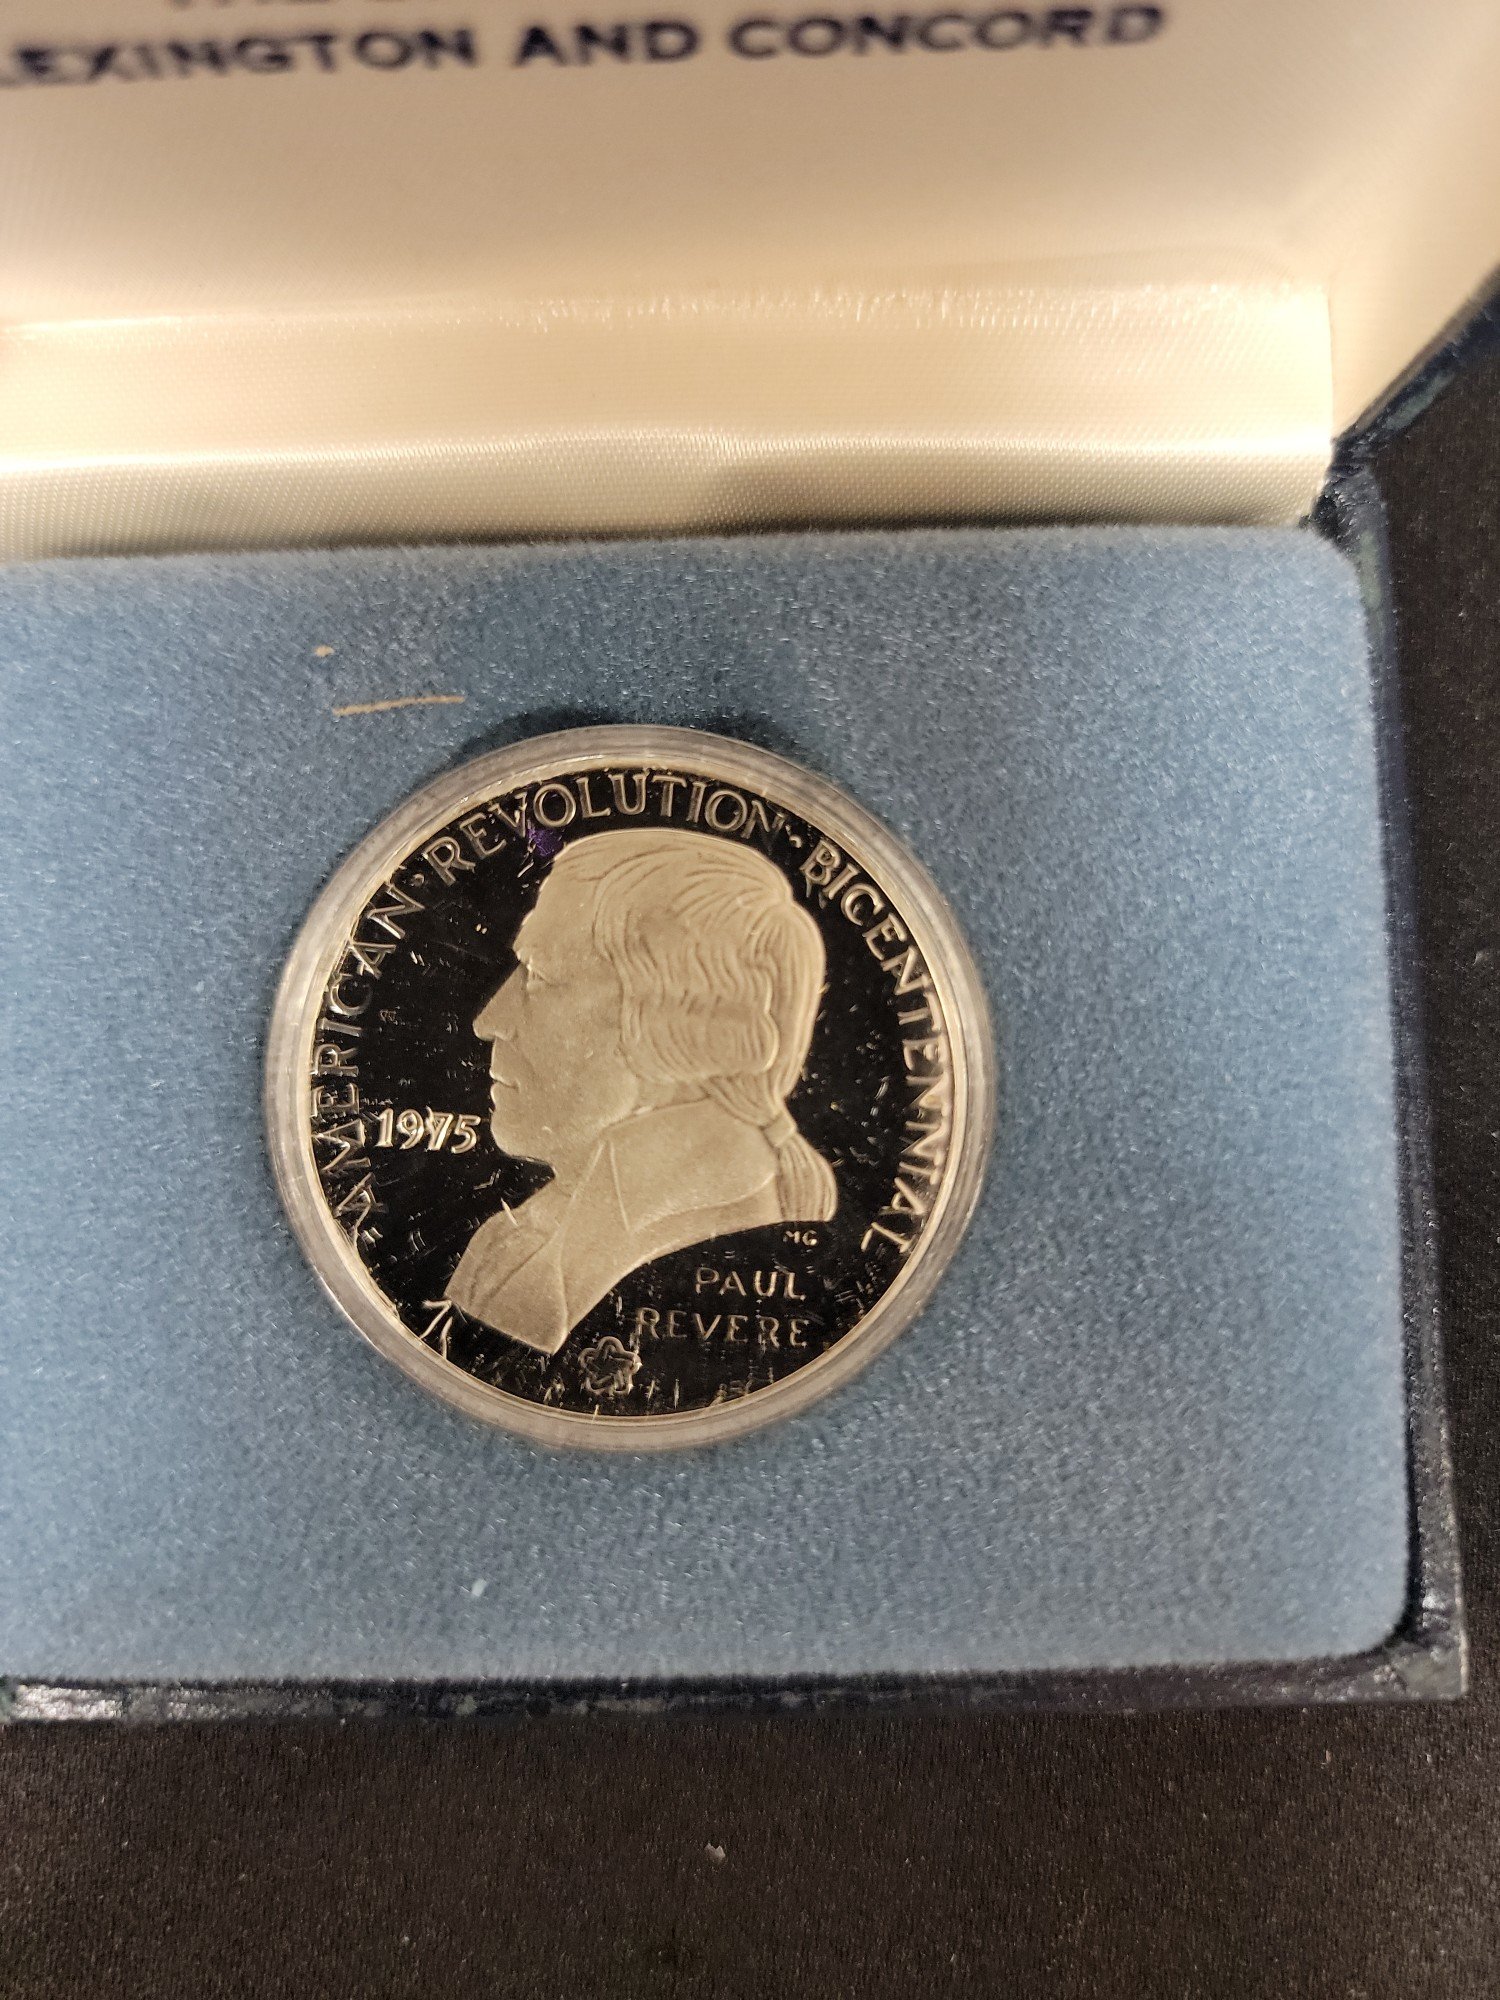 LEXINGTON AND CONCORD
AMERICAN · REVOLUTION · BICENTENNIAL
1975
MG
PAUL
REVERE